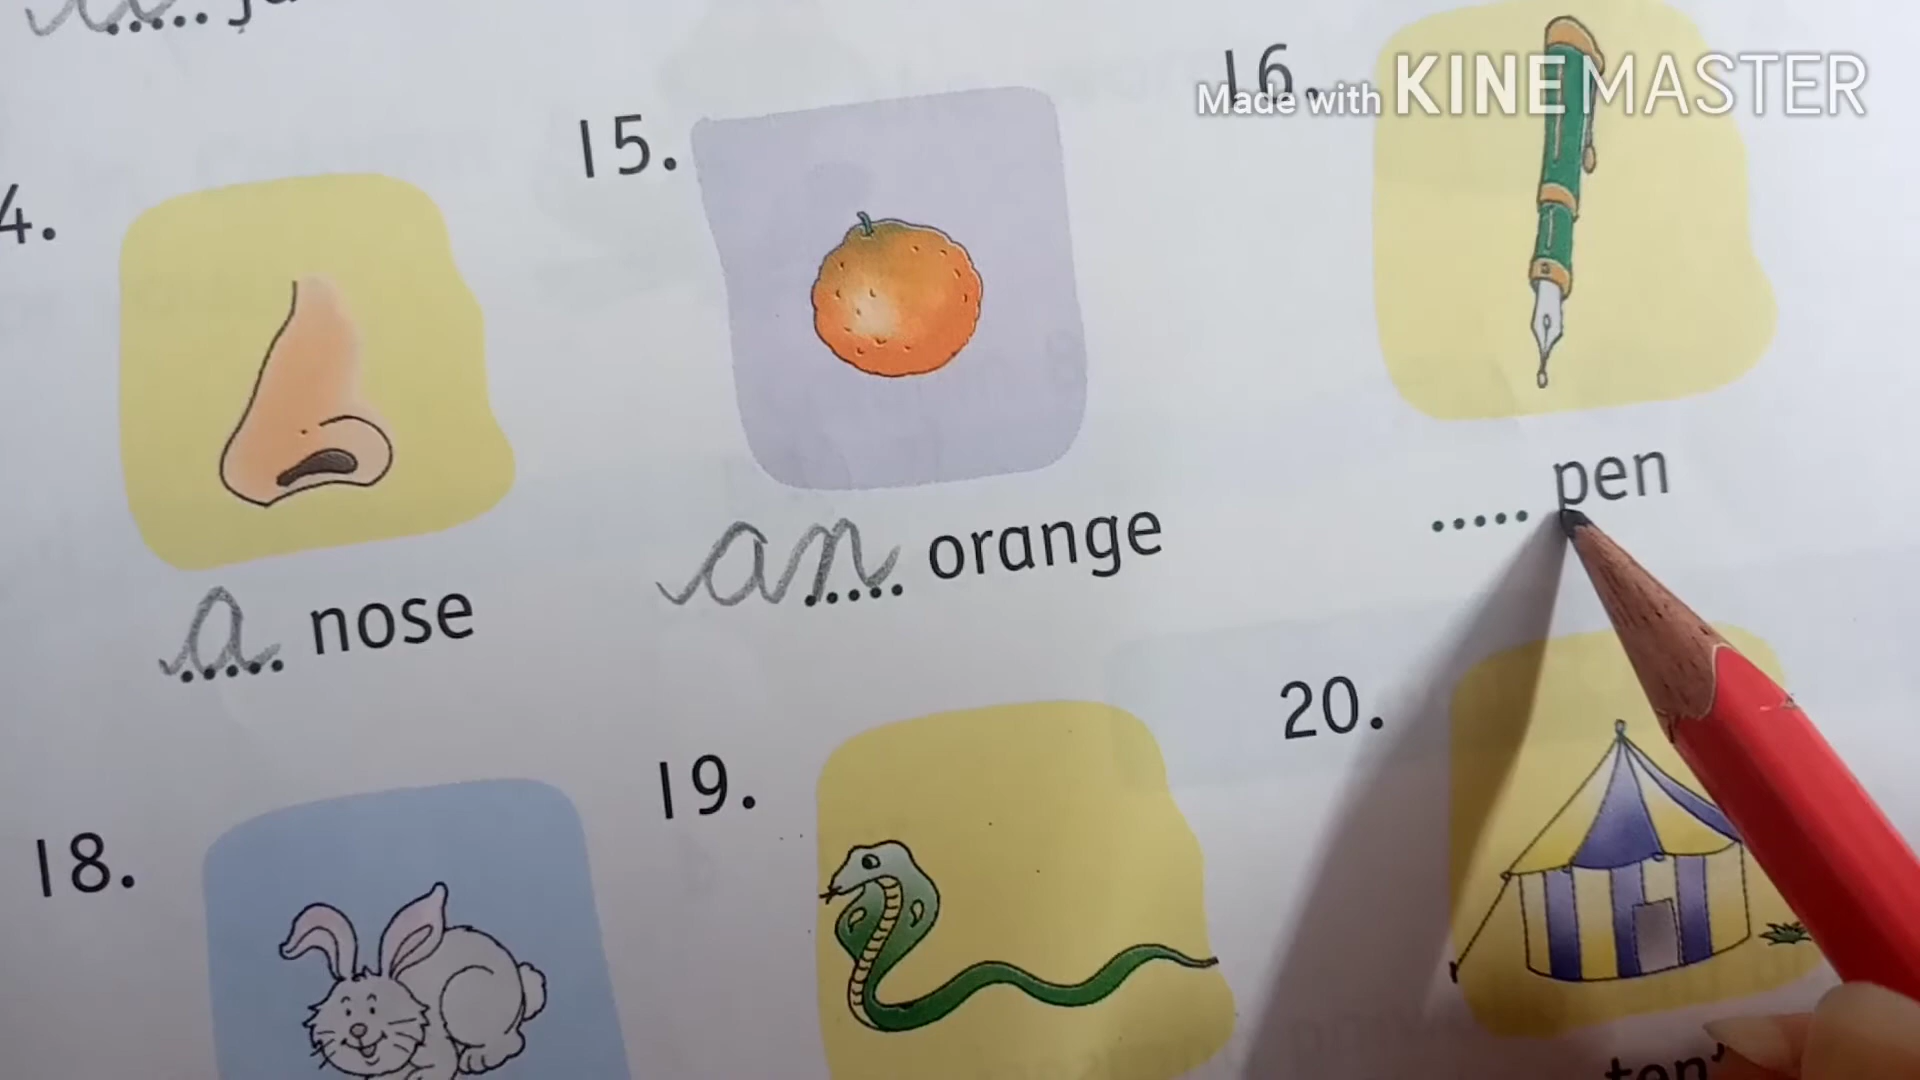 16.
Made with KINEMASTER
15.
4.
..... pen
an ..... orange
a ..... nose
20.
19.
18.